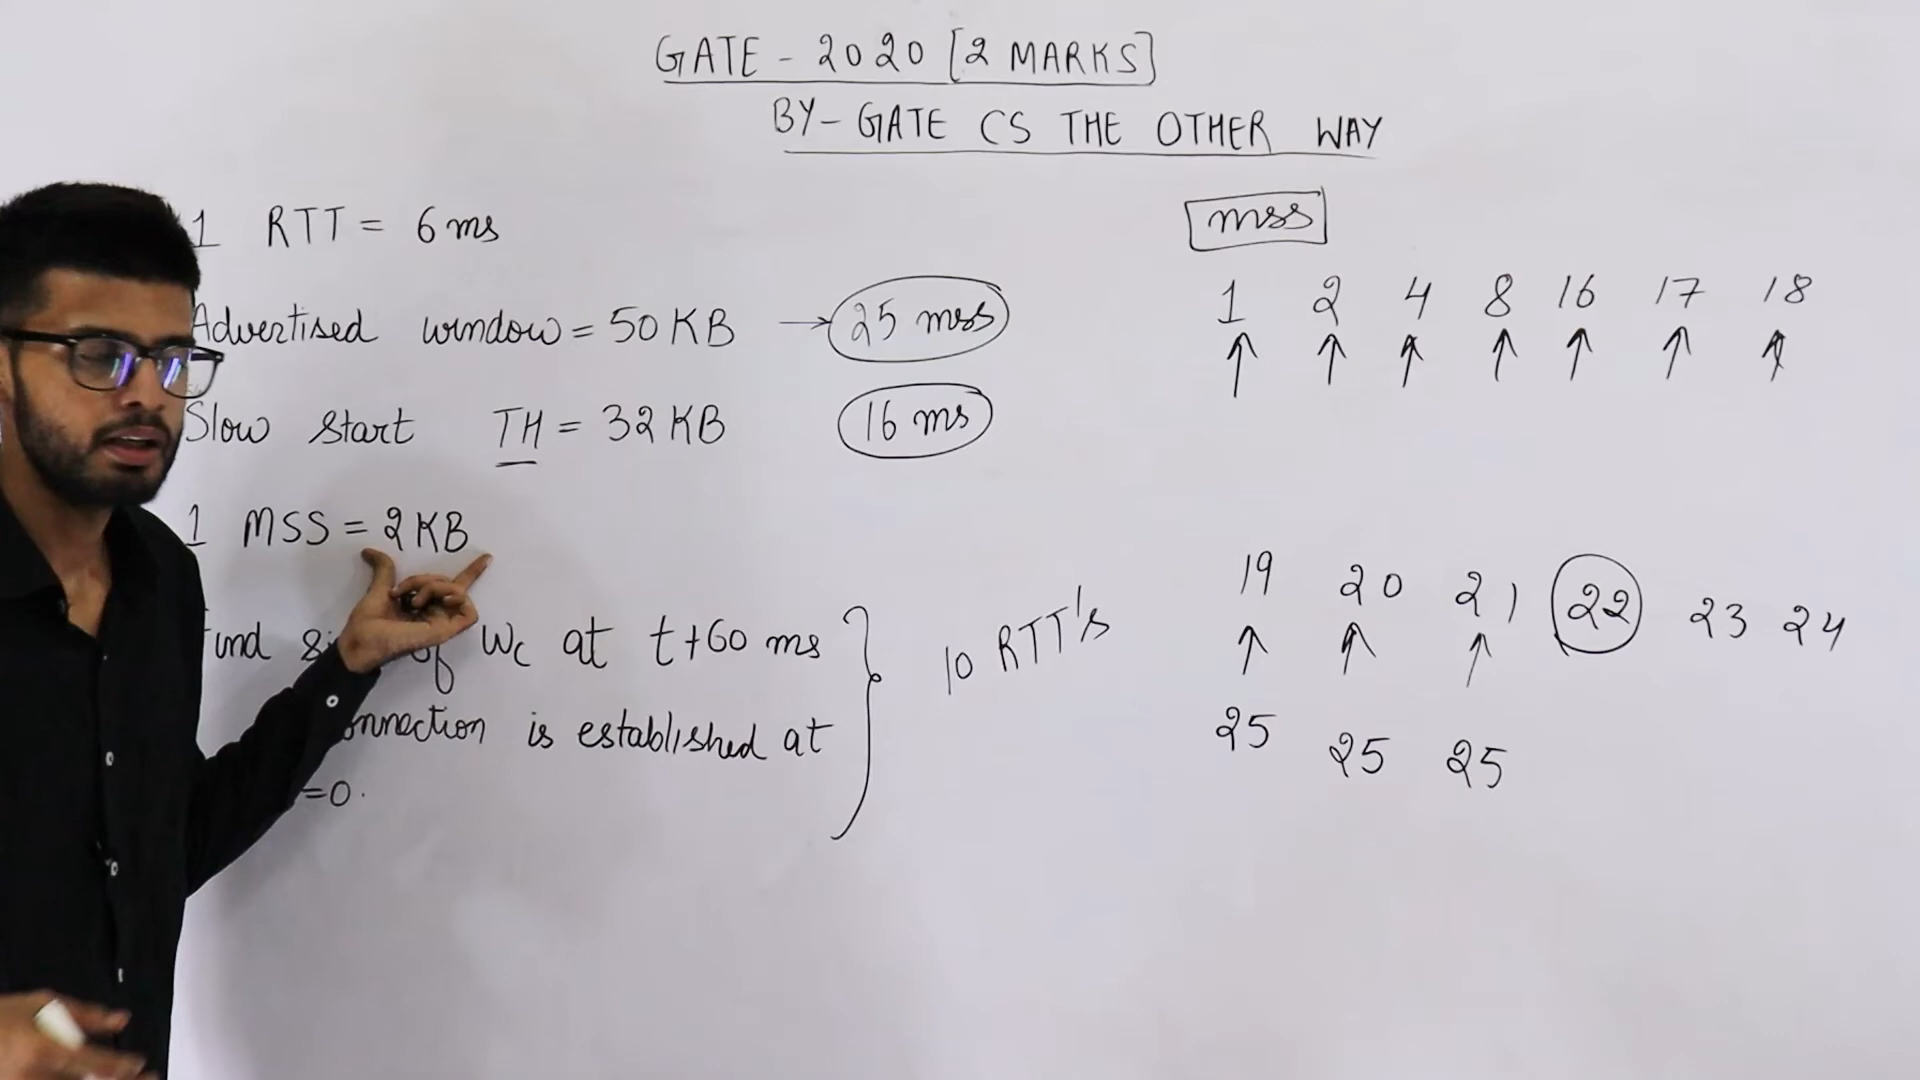 GATE - 2020 [2 MARKS]
BY - GATE CS THE OTHER WAY
1 RTT = 6 ms
Advertised window = 50 KB → 25 mss
Slow start TH = 32 KB 16 ms
1 MSS = 2 KB
of Wc at t+60 ms
is established at
=0.
10 RTT's
mss
1 2 4 8 16 17 18
19 20 21 22 23 24
25 25 25